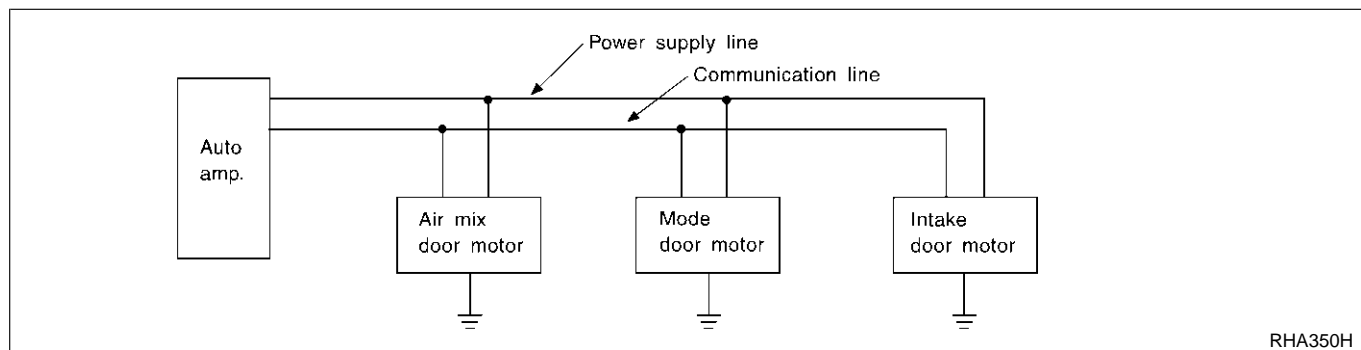 Power supply line
Communication line
Auto
amp.
Air mix
door motor
Mode
door motor
Intake
door motor
RHA350H